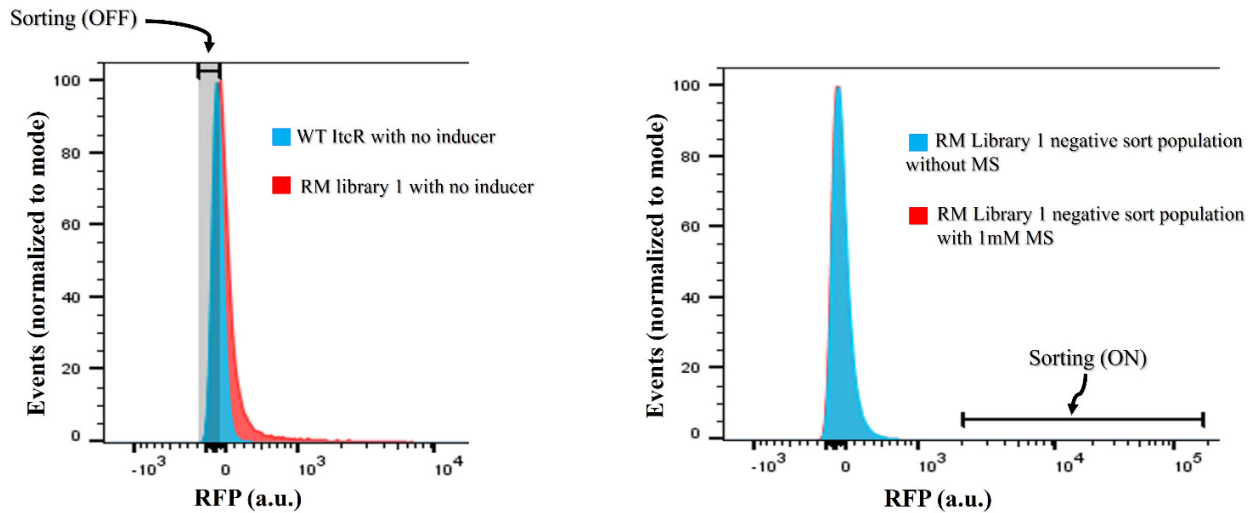 Sorting (OFF)
Events (normalized to mode)
100
80
60
40
20
0
WT ItcR with no inducer
RM library 1 with no inducer
-10³ 0 10³ 10⁴
RFP (a.u.)
Events (normalized to mode)
100
80
60
40
20
0
RM Library 1 negative sort population
without MS
RM Library 1 negative sort population
with 1mM MS
Sorting (ON)
-10³ 0 10³ 10⁴ 10⁵
RFP (a.u.)